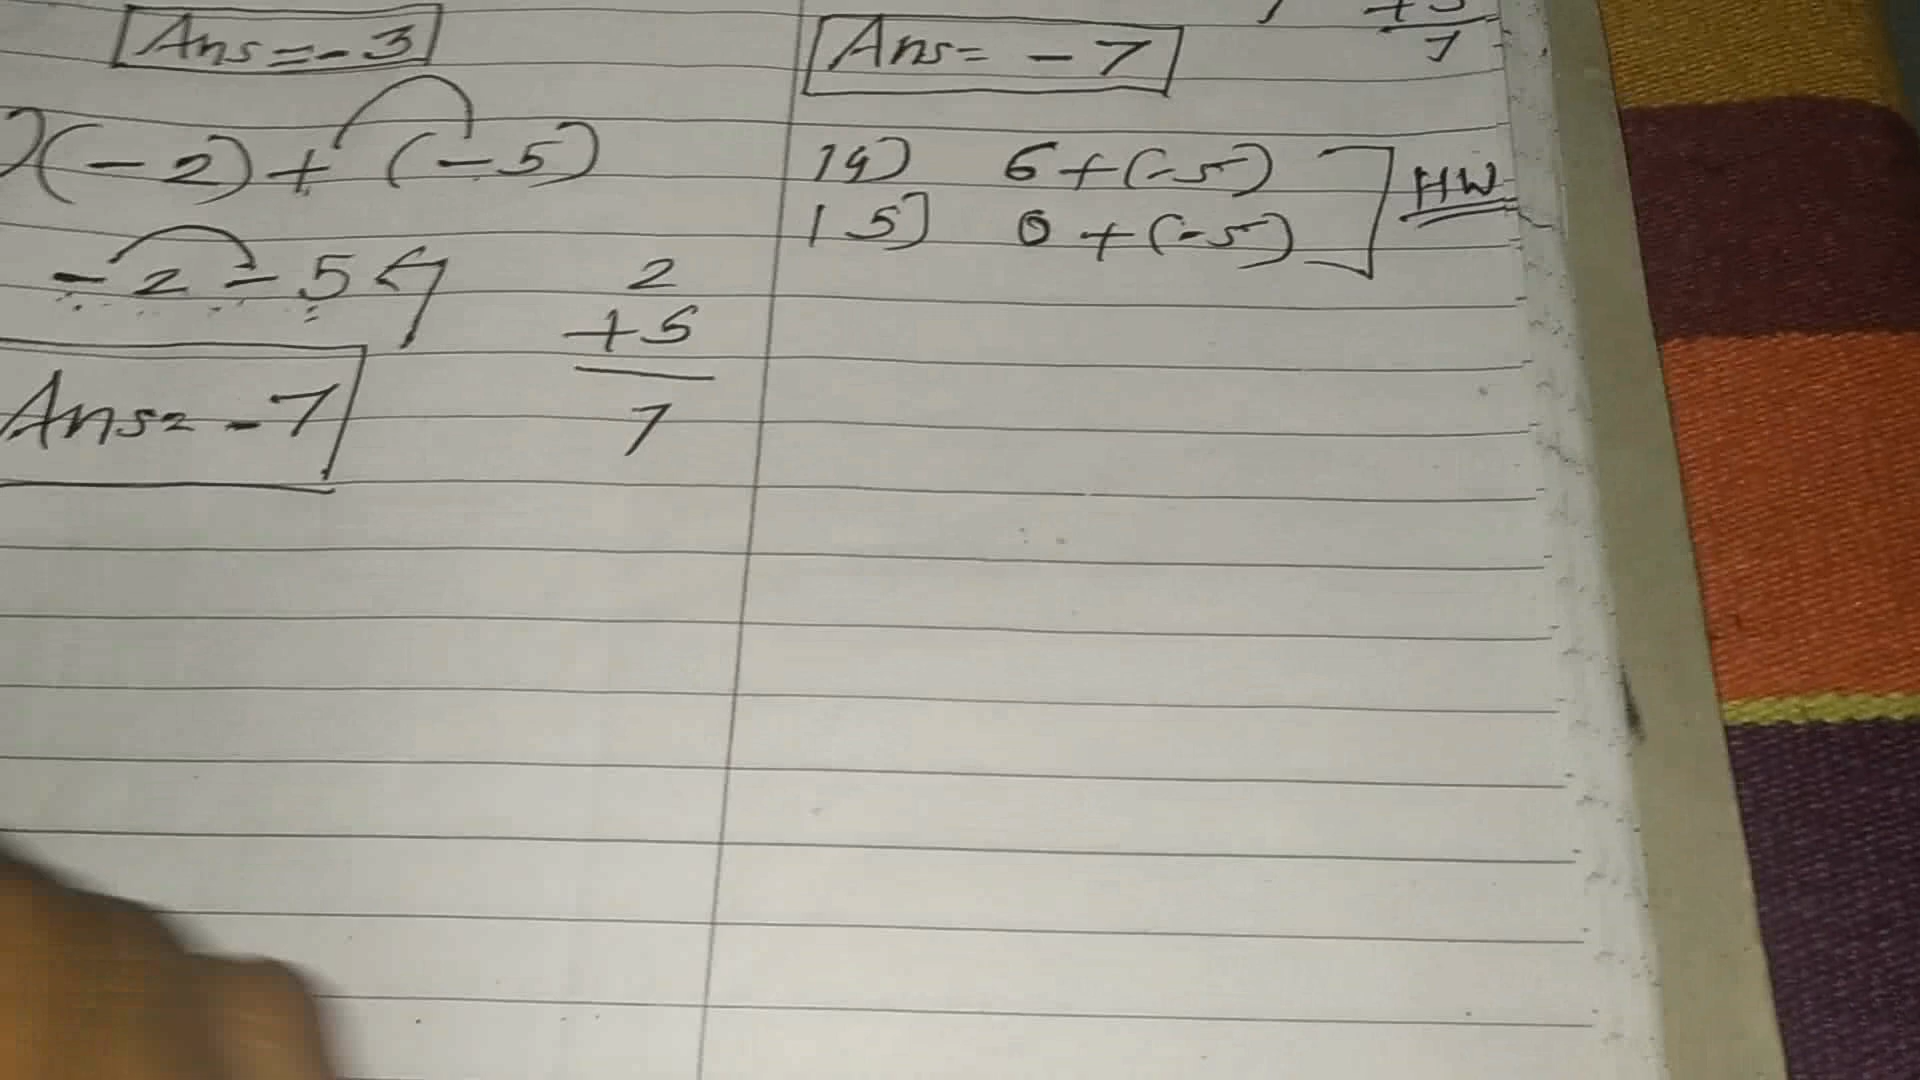 Ans = - 3
)(-2) + (-5)
- 2 - 5
2
+ 5
7
Ans = - 7
7
Ans = - 7
14) 6 + (-5)
15) 0 + (-5)
HW